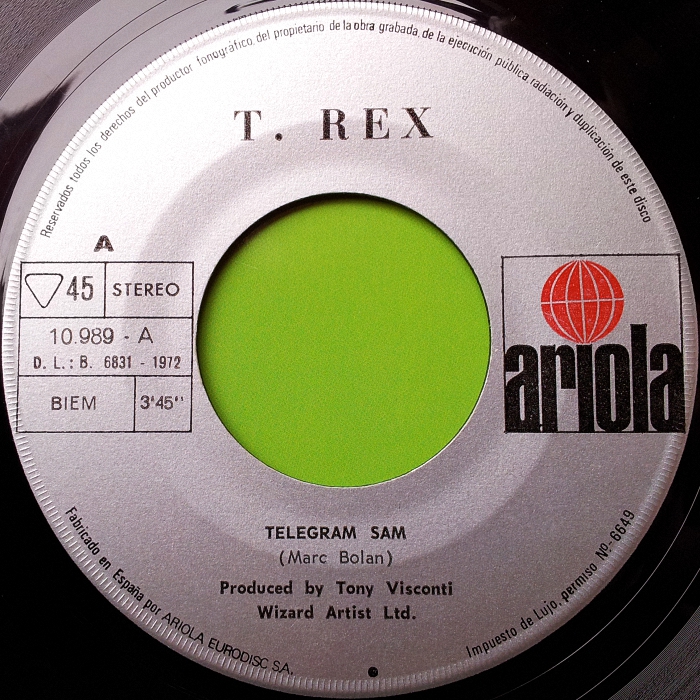 Reservados todos los derechos del productor fonográfico, del propietario de la obra grabada, de la ejecución pública radiación y duplicación de este disco
T. REX
A
45 STEREO
10.989 - A
D. L.: B. 6831 - 1972
BIEM 3'45''
ariola
TELEGRAM SAM
(Marc Bolan)
Produced by Tony Visconti
Wizard Artist Ltd.
Fabricado en España por ARIOLA EURODISC S.A.
Impuesto de Lujo, permiso Nº.- 6649